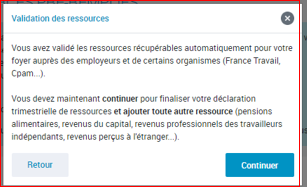 Validation des ressources
Vous avez validé les ressources récupérables automatiquement pour votre
foyer auprès des employeurs et de certains organismes (France Travail,
Cpam...).
Vous devez maintenant continuer pour finaliser votre déclaration
trimestrielle de ressources et ajouter toute autre ressource (pensions
alimentaires, revenus du capital, revenus professionnels des travailleurs
indépendants, revenus perçus à l'étranger...).
Retour
Continuer